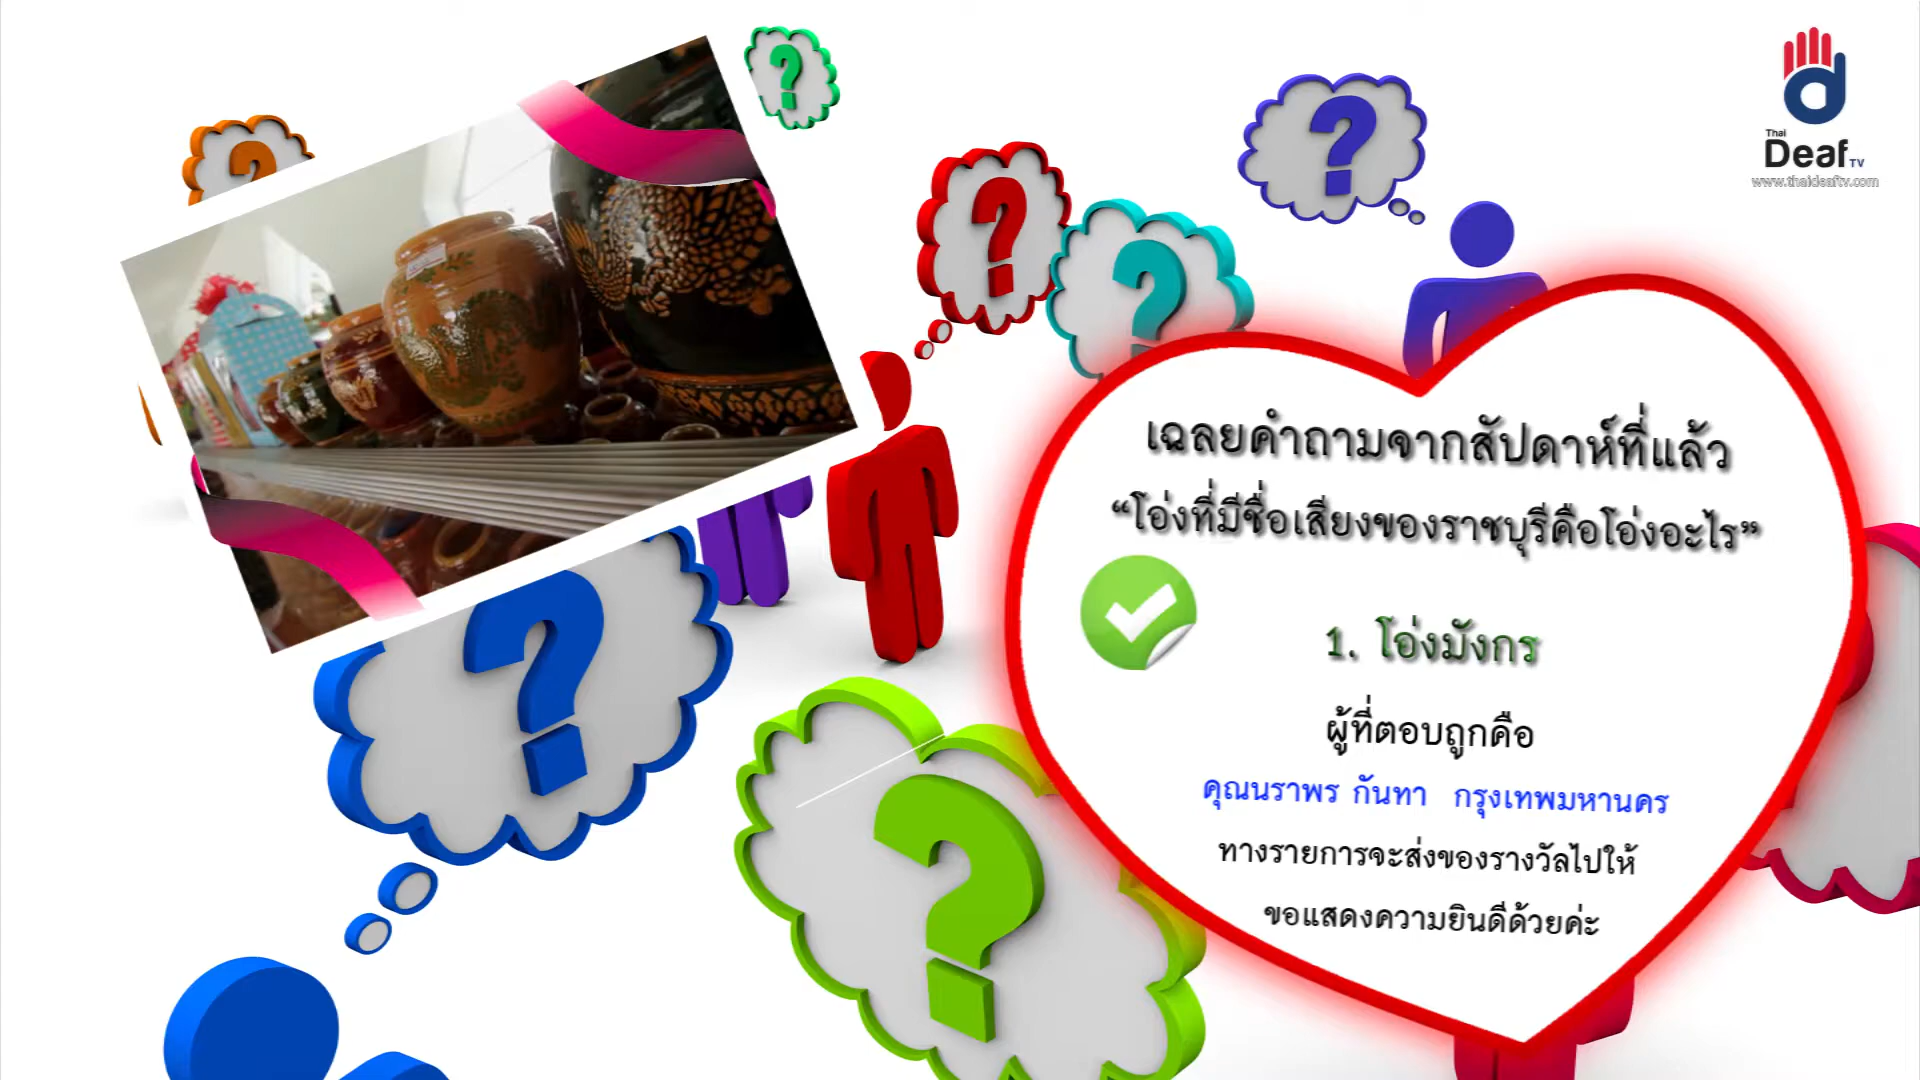 Thai
Deaf TV
www.thaideaftv.com
เฉลยคำถามจากสัปดาห์ที่แล้ว
“โอ่งที่มีชื่อเสียงของราชบุรีคือโอ่งอะไร”
1. โอ่งมังกร
ผู้ที่ตอบถูกคือ
คุณนราพร กันทา กรุงเทพมหานคร
ทางรายการจะส่งของรางวัลไปให้
ขอแสดงความยินดีด้วยค่ะ